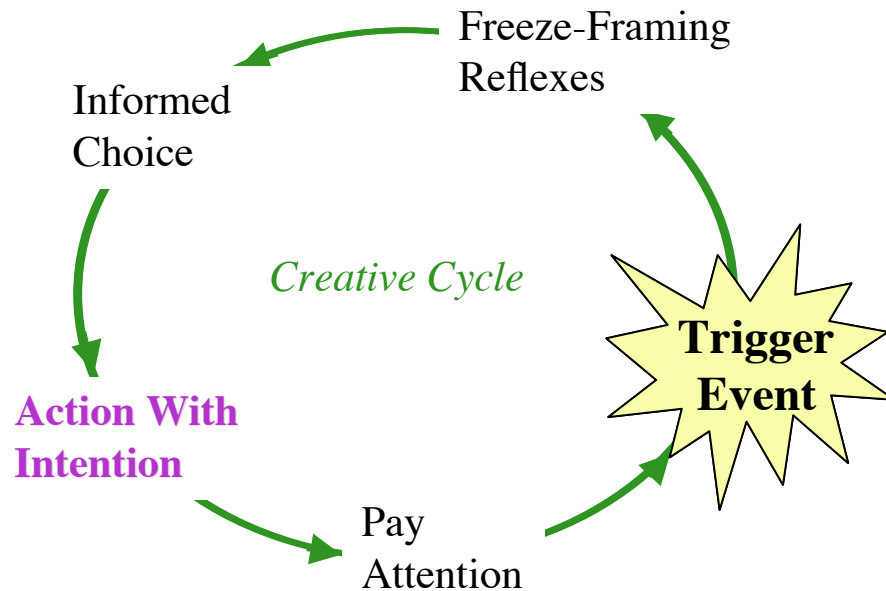 Freeze-Framing
Reflexes
Informed
Choice
Creative Cycle
Trigger
Event
Action With
Intention
Pay
Attention